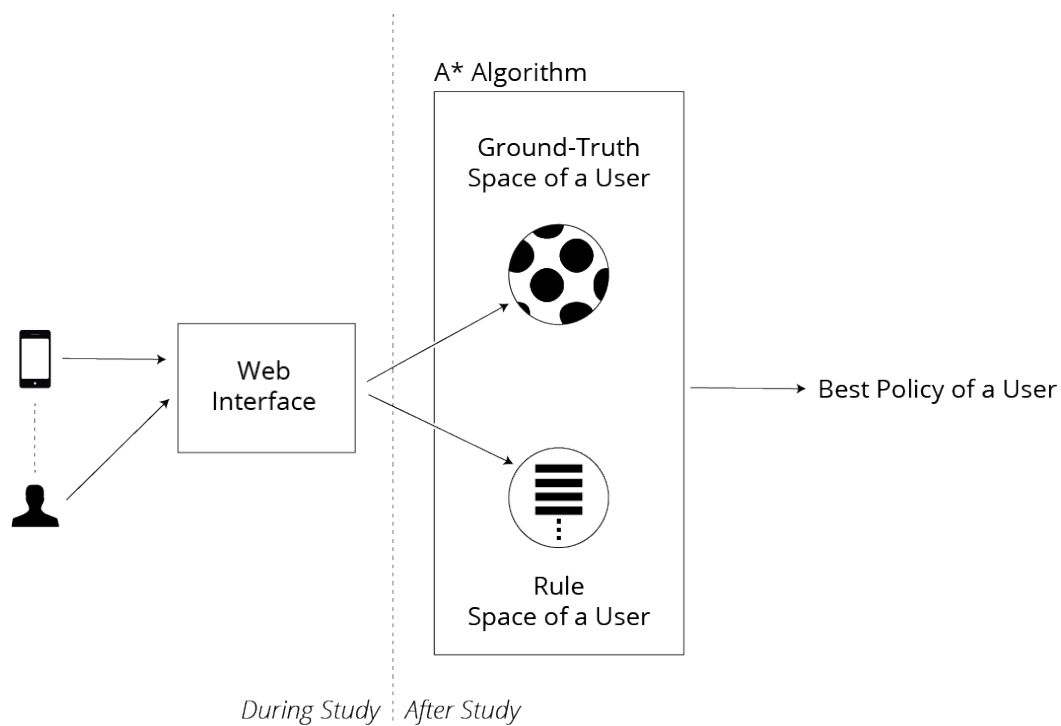 A* Algorithm
Ground-Truth
Space of a User
Web
Interface
Best Policy of a User
Rule
Space of a User
During Study
After Study